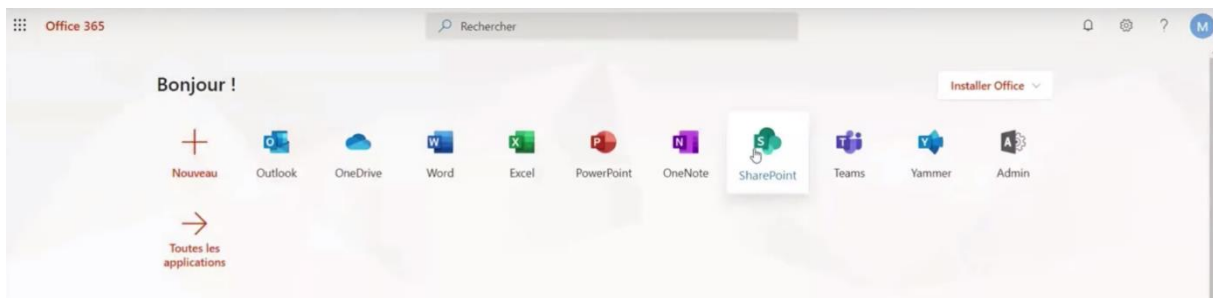 Office 365
Rechercher
?
M
Bonjour !
Installer Office
Nouveau
Outlook
OneDrive
Word
Excel
PowerPoint
OneNote
SharePoint
Teams
Yammer
Admin
Toutes les
applications